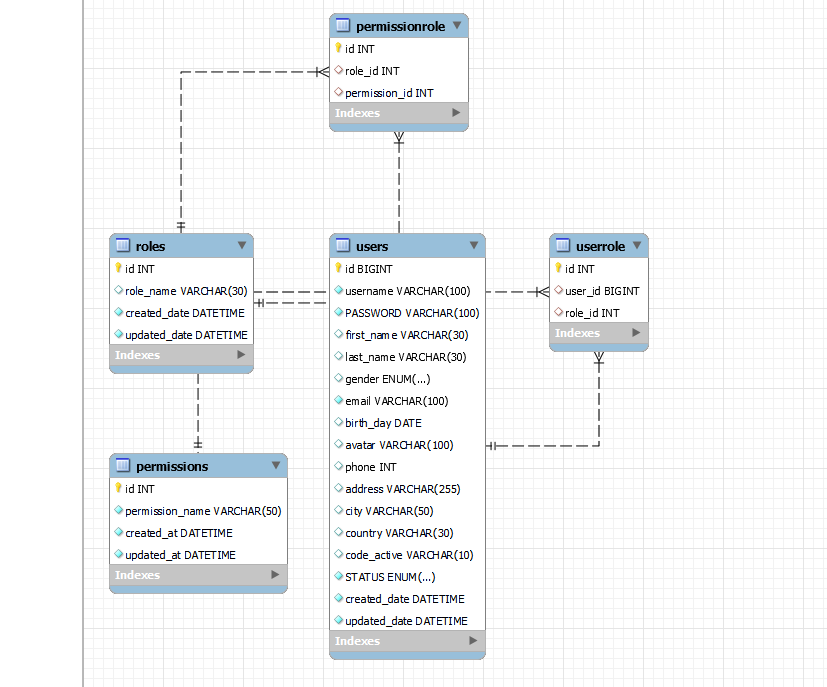 permissionrole
id INT
role_id INT
permission_id INT
Indexes
roles
id INT
role_name VARCHAR(30)
created_date DATETIME
updated_date DATETIME
Indexes
users
id BIGINT
username VARCHAR(100)
PASSWORD VARCHAR(100)
first_name VARCHAR(30)
last_name VARCHAR(30)
gender ENUM(...)
email VARCHAR(100)
birth_day DATE
avatar VARCHAR(100)
phone INT
address VARCHAR(255)
city VARCHAR(50)
country VARCHAR(30)
code_active VARCHAR(10)
STATUS ENUM(...)
created_date DATETIME
updated_date DATETIME
Indexes
userrole
id INT
user_id BIGINT
role_id INT
Indexes
permissions
id INT
permission_name VARCHAR(50)
created_at DATETIME
updated_at DATETIME
Indexes